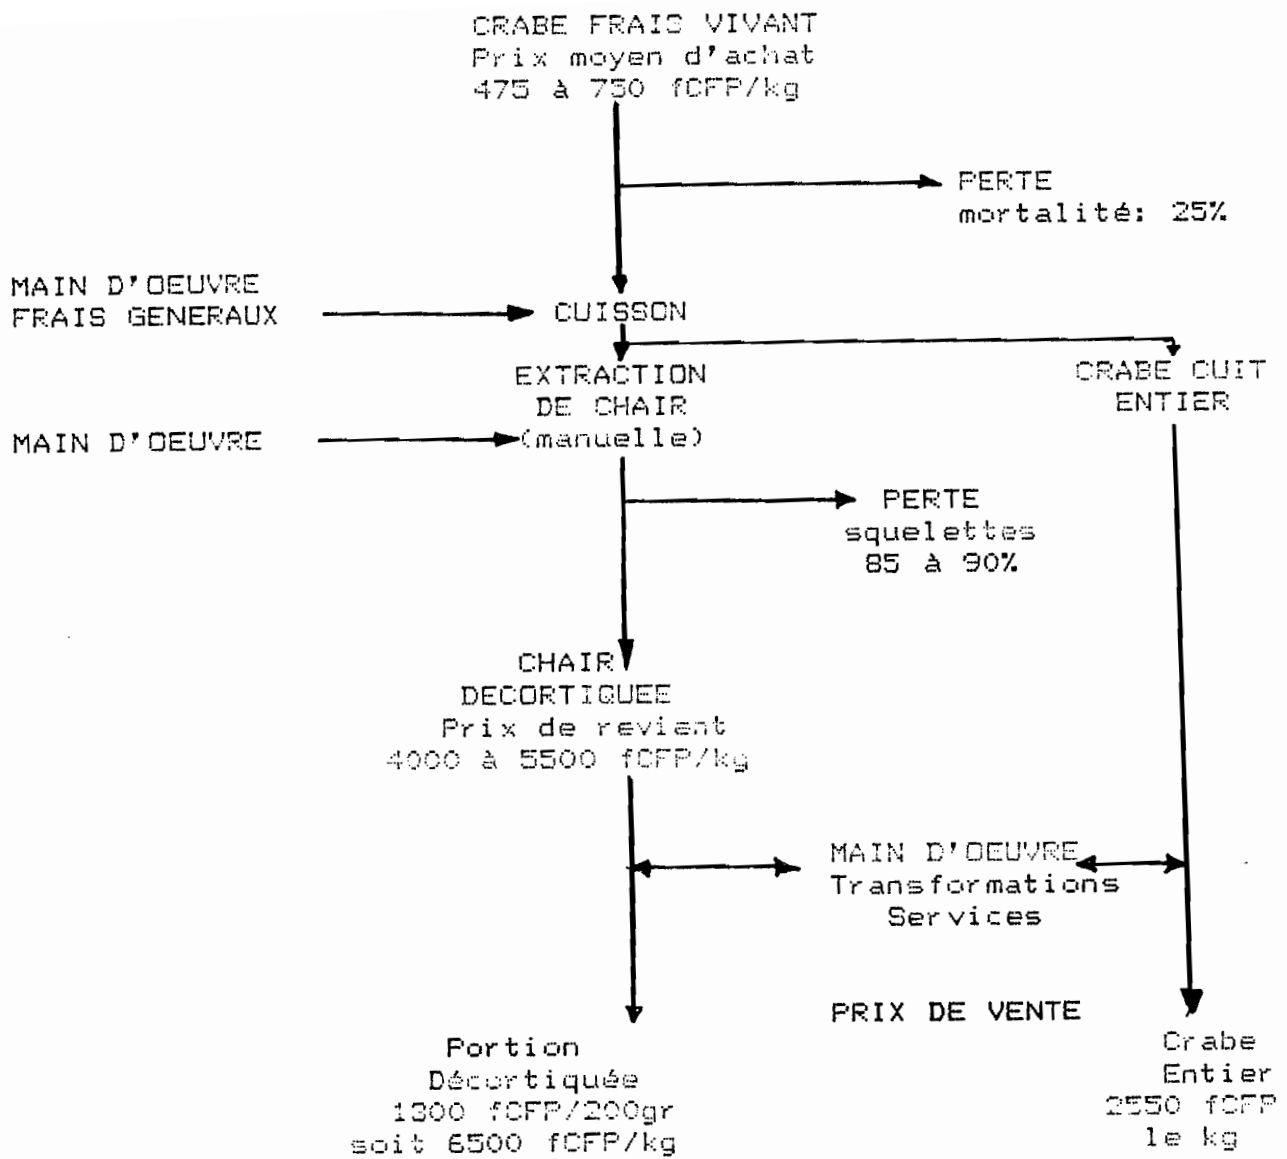 CRABE FRAIS VIVANT
Prix moyen d'achat
475 à 750 fCFP/kg
PERTE
mortalité: 25%
MAIN D'OEUVRE
FRAIS GENERAUX
CUISSON
EXTRACTION
DE CHAIR
(manuelle)
CRABE CUIT
ENTIER
MAIN D'OEUVRE
PERTE
squelettes
85 à 90%
CHAIR
DECORTIQUEE
Prix de revient
4000 à 5500 fCFP/kg
MAIN D'OEUVRE
Transformations
Services
PRIX DE VENTE
Portion
Décortiquée
1300 fCFP/200gr
soit 6500 fCFP/kg
Crabe
Entier
2550 fCFP
le kg